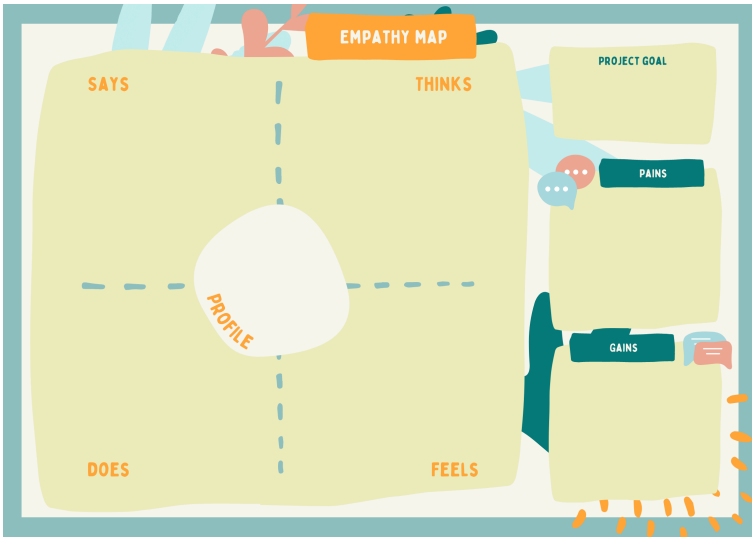 EMPATHY MAP
SAYS
THINKS
PROFILE
DOES
FEELS
PROJECT GOAL
PAINS
GAINS